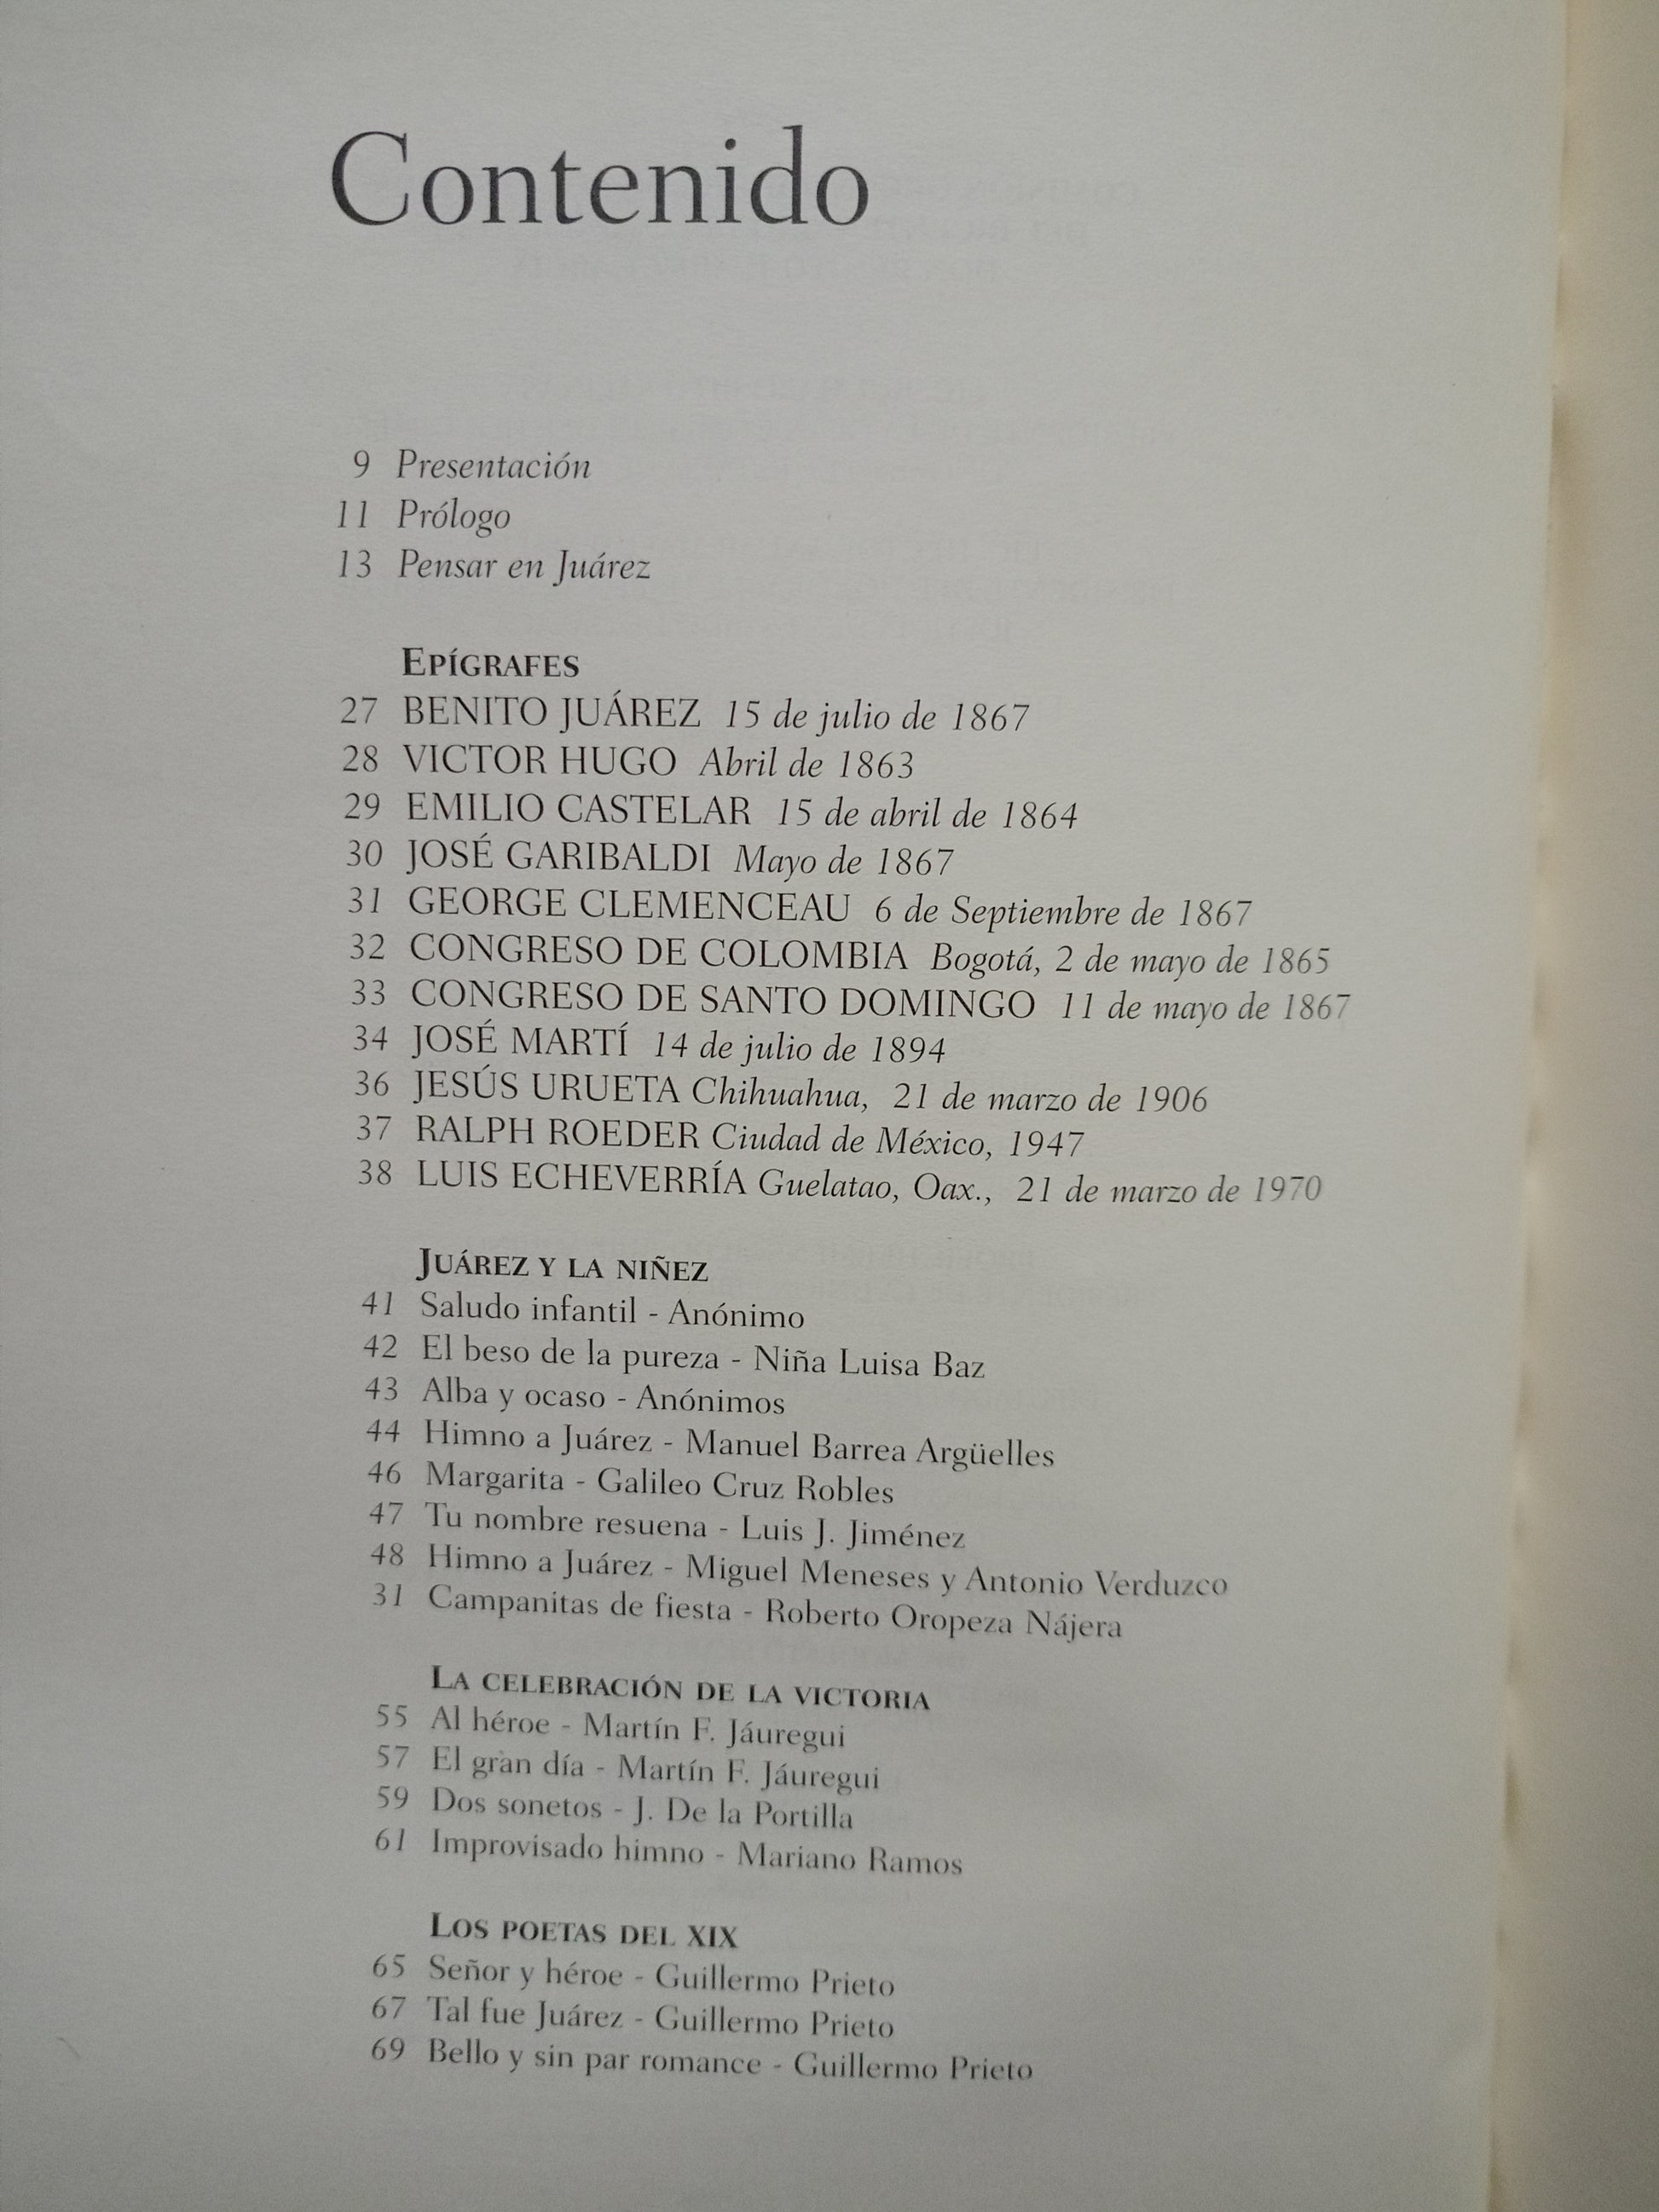 Contenido
9 Presentación
11 Prólogo
13 Pensar en Juárez
EPÍGRAFES
27 BENITO JUÁREZ 15 de julio de 1867
28 VICTOR HUGO Abril de 1863
29 EMILIO CASTELAR 15 de abril de 1864
30 JOSÉ GARIBALDI Mayo de 1867
31 GEORGE CLEMENCEAU 6 de Septiembre de 1867
32 CONGRESO DE COLOMBIA Bogotá, 2 de mayo de 1865
33 CONGRESO DE SANTO DOMINGO 11 de mayo de 1867
34 JOSÉ MARTÍ 14 de julio de 1894
36 JESÚS URUETA Chihuahua, 21 de marzo de 1906
37 RALPH ROEDER Ciudad de México, 1947
38 LUIS ECHEVERRÍA Guelatao, Oax., 21 de marzo de 1970
JUÁREZ Y LA NIÑEZ
41 Saludo infantil - Anónimo
42 El beso de la pureza - Niña Luisa Baz
43 Alba y ocaso - Anónimos
44 Himno a Juárez - Manuel Barrea Argüelles
46 Margarita - Galileo Cruz Robles
47 Tu nombre resuena - Luis J. Jiménez
48 Himno a Juárez - Miguel Meneses y Antonio Verduzco
31 Campanitas de fiesta - Roberto Oropeza Nájera
LA CELEBRACIÓN DE LA VICTORIA
55 Al héroe - Martín F. Jáuregui
57 El gran día - Martín F. Jáuregui
59 Dos sonetos - J. De la Portilla
61 Improvisado himno - Mariano Ramos
LOS POETAS DEL XIX
65 Señor y héroe - Guillermo Prieto
67 Tal fue Juárez - Guillermo Prieto
69 Bello y sin par romance - Guillermo Prieto